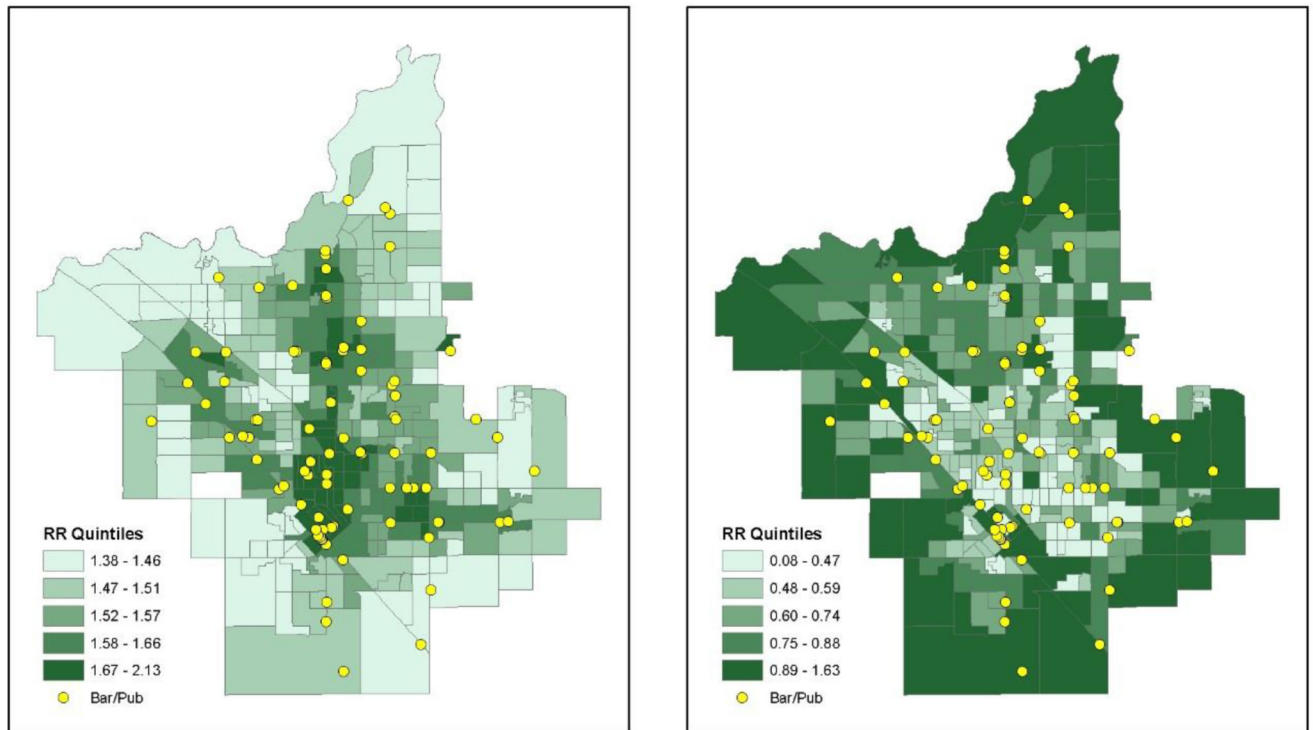 RR Quintiles
1.38 - 1.46
1.47 - 1.51
1.52 - 1.57
1.58 - 1.66
1.67 - 2.13
Bar/Pub
RR Quintiles
0.08 - 0.47
0.48 - 0.59
0.60 - 0.74
0.75 - 0.88
0.89 - 1.63
Bar/Pub